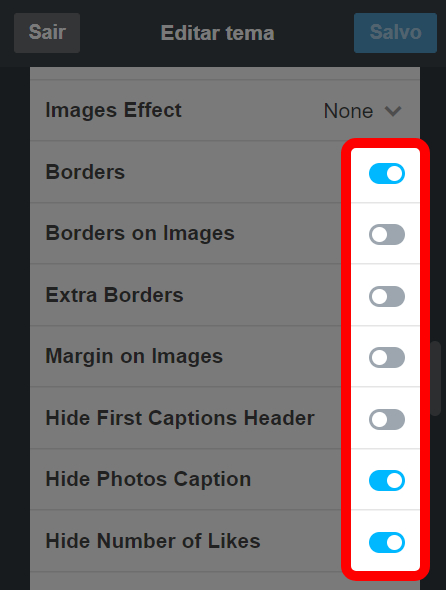 Sair
Editar tema
Salvo
Images Effect
None
Borders
Borders on Images
Extra Borders
Margin on Images
Hide First Captions Header
Hide Photos Caption
Hide Number of Likes